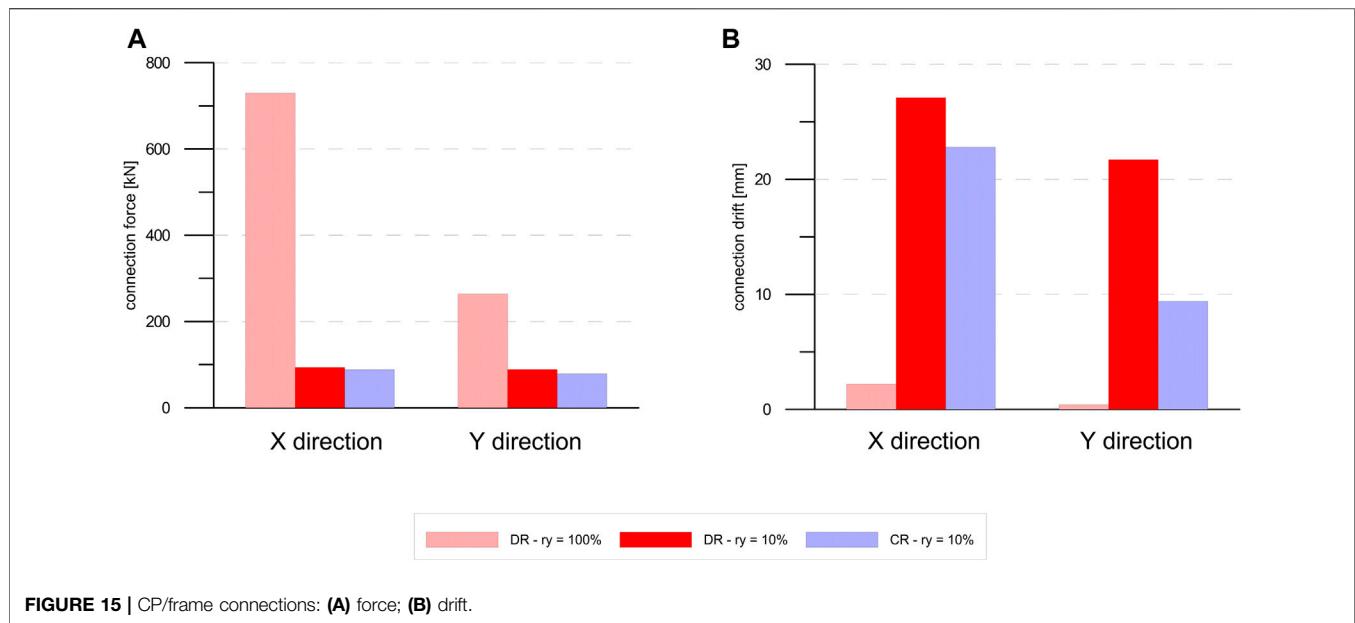 A
800
600
400
200
0
connection force [kN]
X direction
Y direction
B
30
20
10
0
connection drift [mm]
X direction
Y direction
DR - ry = 100%
DR - ry = 10%
CR - ry = 10%
FIGURE 15 | CP/frame connections: (A) force; (B) drift.